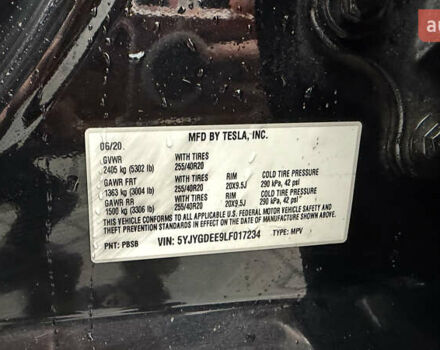 au
MFD BY TESLA, INC.
06/20
GVWR WITH TIRES
2405 kg (5302 lb) 255/40R20 RIM COLD TIRE PRESSURE
GAWR FRT WITH TIRES 20X9.5J 290 kPa, 42 psi
1363 kg (3004 lb) 255/40R20 RIM COLD TIRE PRESSURE
GAWR RR WITH TIRES 20X9.5J 290 kPa, 42 psi
1500 kg (3306 lb) 255/40R20
THIS VEHICLE CONFORMS TO ALL APPLICABLE U.S. FEDERAL MOTOR VEHICLE SAFETY AND
THEFT PREVENTION STANDARDS IN EFFECT ON THE DATE OF MANUFACTURE SHOWN ABOVE.
PNT: PBSB VIN: 5YJYGDEE9LF017234 TYPE: MPV